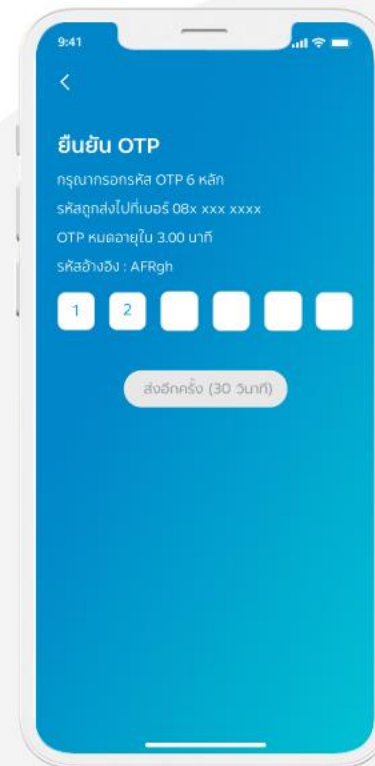 9:41
ยืนยัน OTP
กรุณากรอกรหัส OTP 6 หลัก
รหัสถูกส่งไปที่เบอร์ 08x xxx xxxx
OTP หมดอายุใน 3.00 นาที
รหัสอ้างอิง : AFRgh
1 2
ส่งอีกครั้ง (30 วินาที)